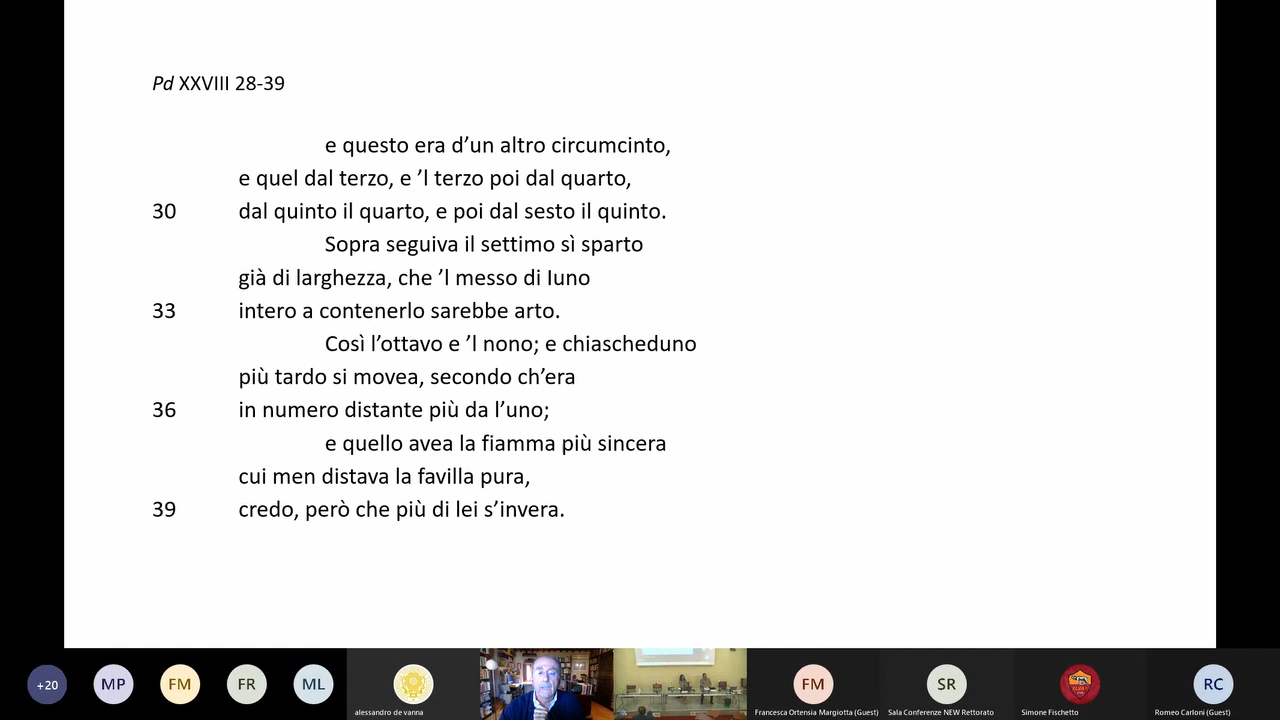 Pd XXVIII 28-39
e questo era d’un altro circumcinto,
e quel dal terzo, e ’l terzo poi dal quarto,
30 dal quinto il quarto, e poi dal sesto il quinto.
Sopra seguiva il settimo sì sparto
già di larghezza, che ’l messo di Iuno
33 intero a contenerlo sarebbe arto.
Così l’ottavo e ’l nono; e chiascheduno
più tardo si movea, secondo ch’era
36 in numero distante più da l’uno;
e quello avea la fiamma più sincera
cui men distava la favilla pura,
39 credo, però che più di lei s’invera.
+20 MP FM FR ML FM SR RC
alessandro de vanna Francesca Ortensia Margiotta (Guest) Sala Conferenze NEW Rettorato Simone Fischetto Romeo Carloni (Guest)